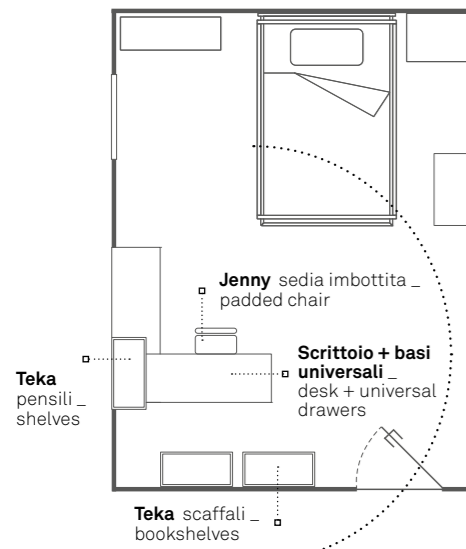 Jenny sedia imbottita _
padded chair
Scrittoio + basi
universali _
desk + universal
drawers
Teka
pensili _
shelves
Teka scaffali _
bookshelves